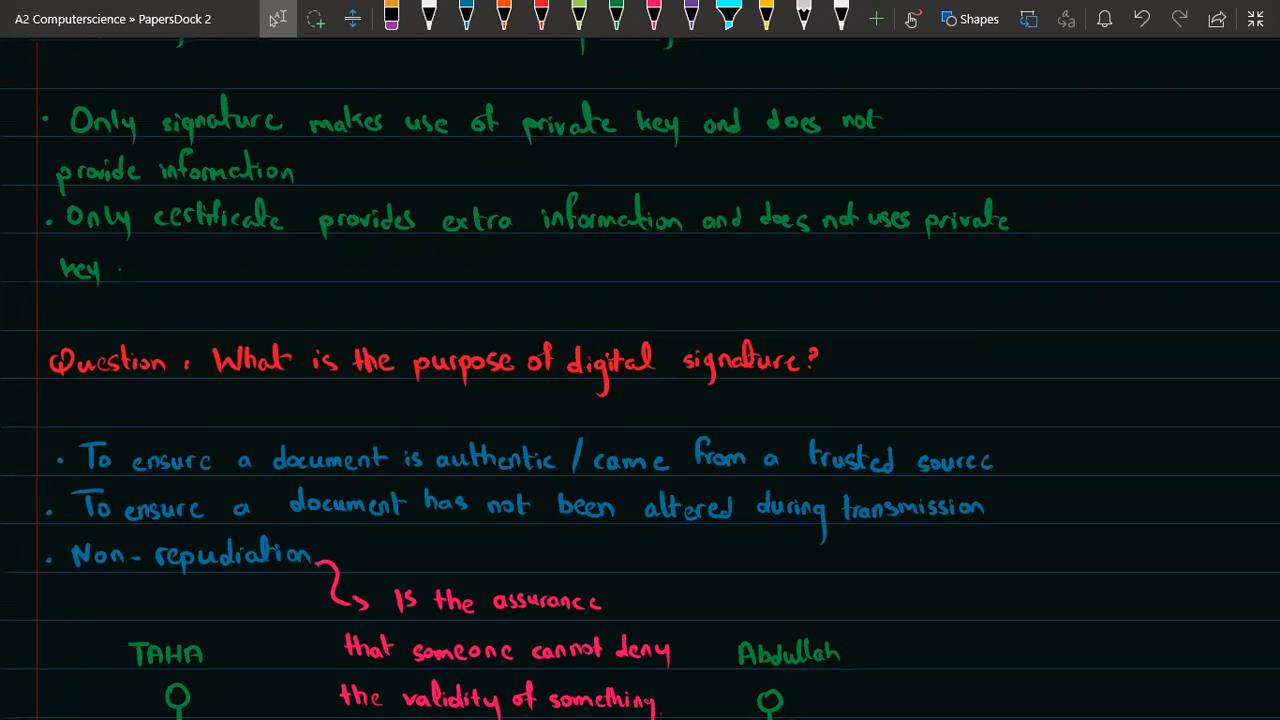 A2 Computerscience » PapersDock 2
Shapes
• Only signature makes use of private key and does not
provide information
• Only certificate provides extra information and does not uses private
key.
Question : What is the purpose of digital signature?
• To ensure a document is authentic / came from a trusted source
• To ensure a document has not been altered during transmission
• Non-repudiation
Is the assurance
that someone cannot deny
the validity of something.
TAHA
Abdullah